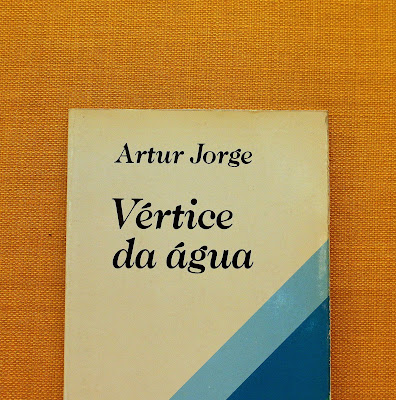 Artur Jorge
Vértice
da água